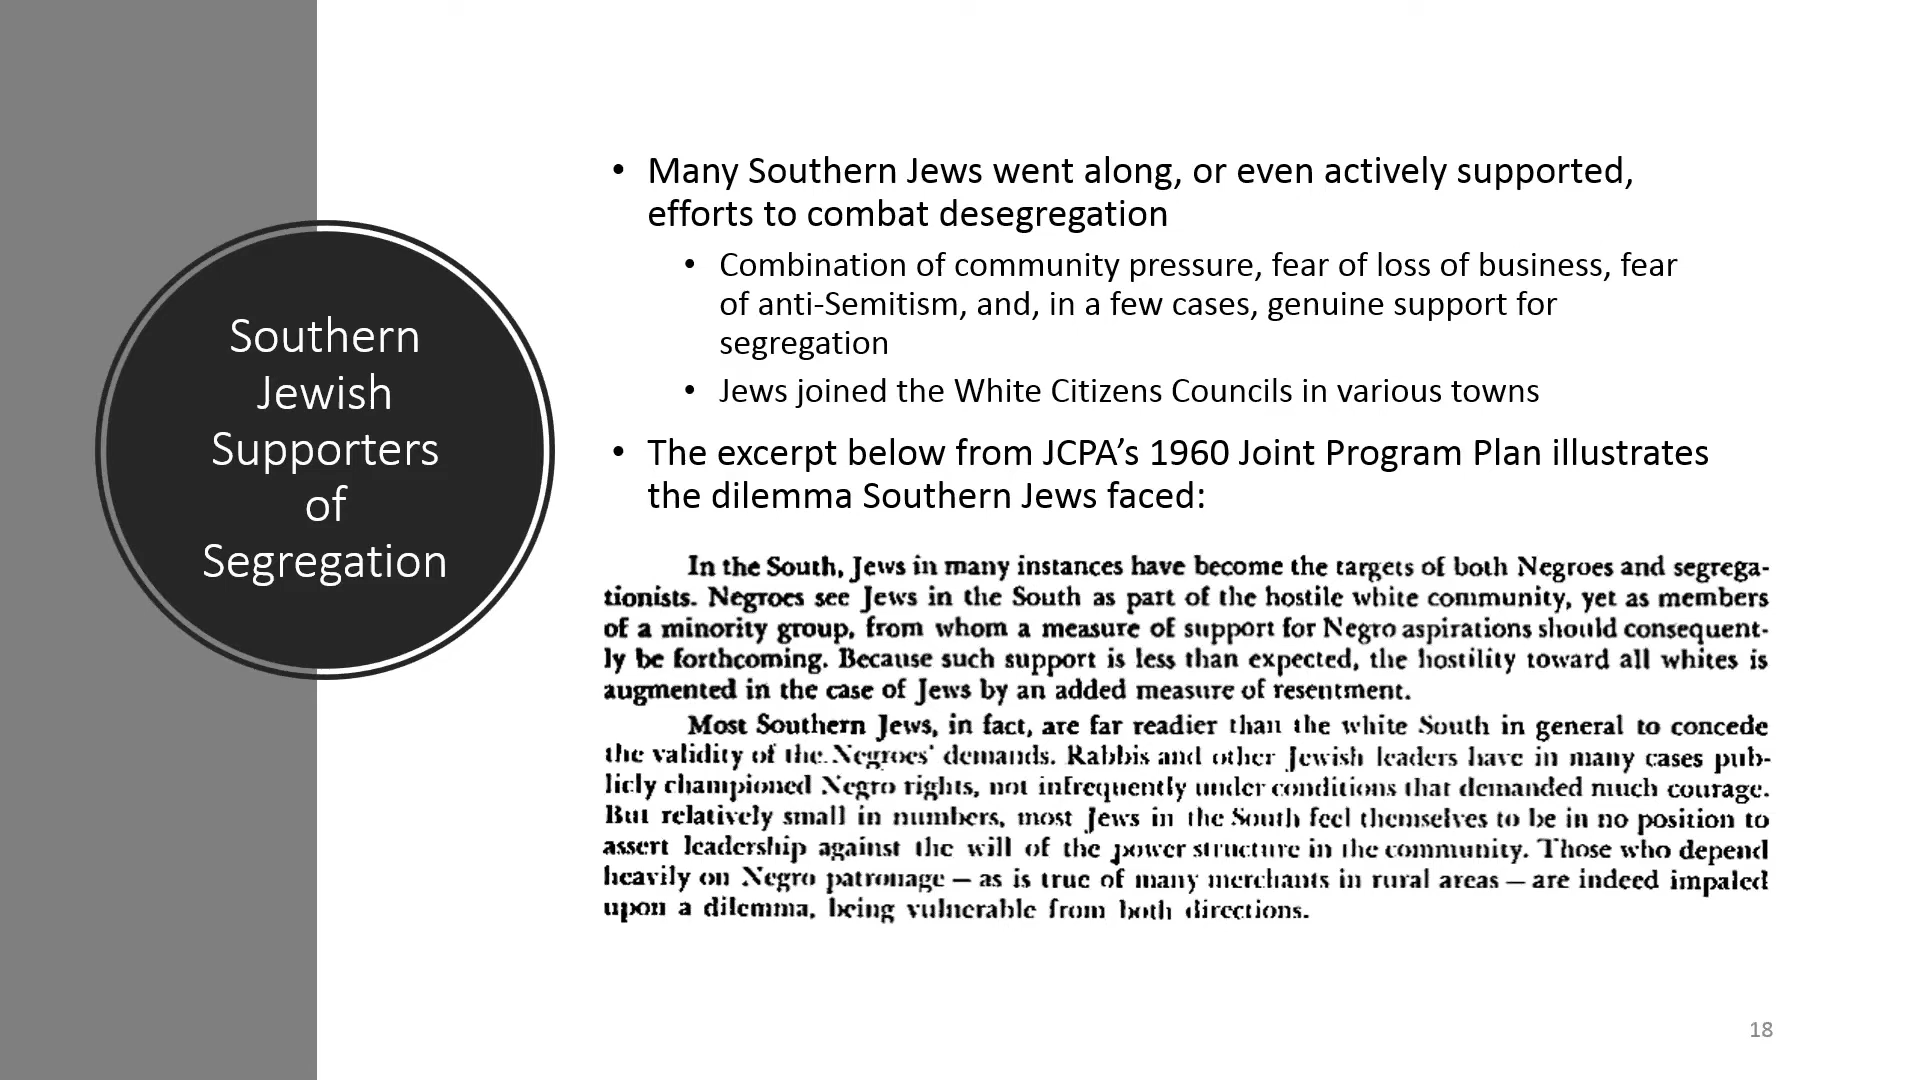 Southern
Jewish
Supporters
of
Segregation
• Many Southern Jews went along, or even actively supported,
efforts to combat desegregation
• Combination of community pressure, fear of loss of business, fear
of anti-Semitism, and, in a few cases, genuine support for
segregation
• Jews joined the White Citizens Councils in various towns
• The excerpt below from JCPA’s 1960 Joint Program Plan illustrates
the dilemma Southern Jews faced:
In the South, Jews in many instances have become the targets of both Negroes and segrega-
tionists. Negroes see Jews in the South as part of the hostile white community, yet as members
of a minority group, from whom a measure of support for Negro aspirations should consequent-
ly be forthcoming. Because such support is less than expected, the hostility toward all whites is
augmented in the case of Jews by an added measure of resentment.
Most Southern Jews, in fact, are far readier than the white South in general to concede
the validity of the Negroes' demands. Rabbis and other Jewish leaders have in many cases pub-
licly championed Negro rights, not infrequently under conditions that demanded much courage.
But relatively small in numbers, most Jews in the South feel themselves to be in no position to
assert leadership against the will of the power structure in the community. Those who depend
heavily on Negro patronage — as is true of many merchants in rural areas — are indeed impaled
upon a dilemma, being vulnerable from both directions.
18